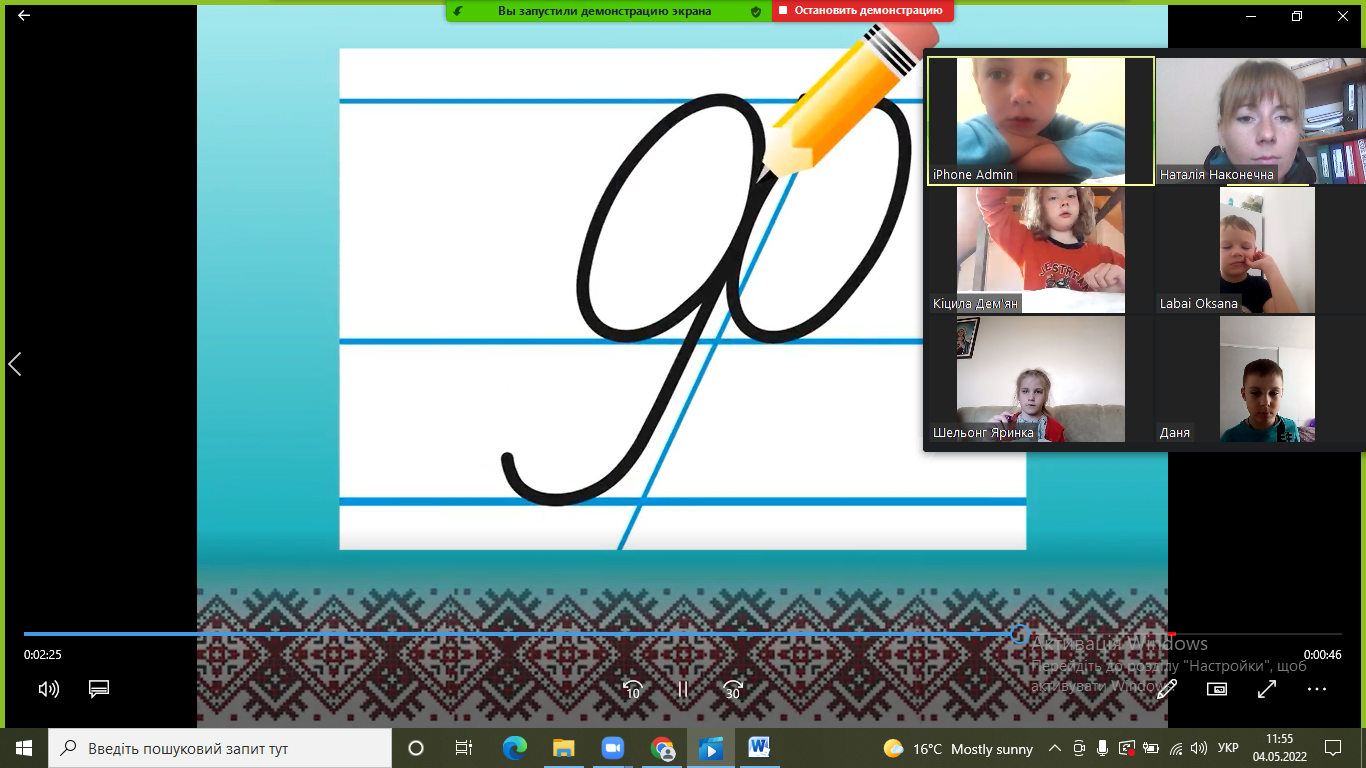 Вы запустили демонстрацию экрана
Остановить демонстрацию
ф
iPhone Admin
Наталія Наконечна
Кіцила Дем'ян
Labai Oksana
Шельонг Яринка
Даня
0:02:25
0:00:46
Активація Windows
Перейдіть до розділу "Настройки", щоб
активувати Windows
10
30
Введіть пошуковий запит тут
16°C Mostly sunny
УКР
11:55
04.05.2022